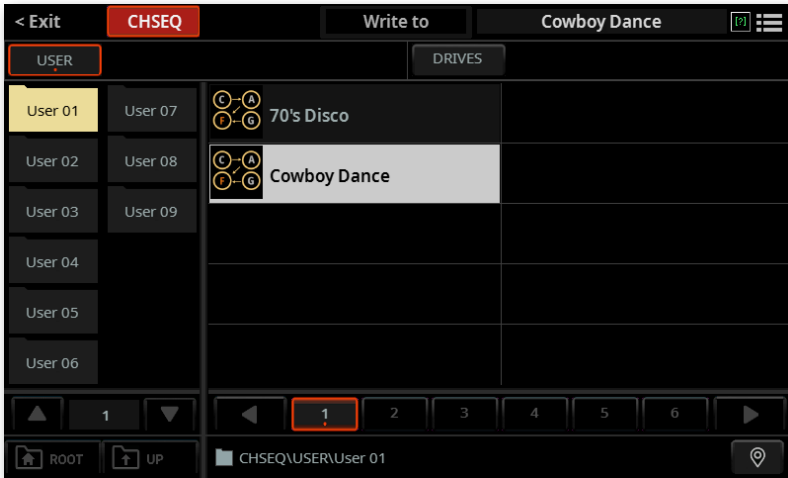 < Exit CHSEQ Write to Cowboy Dance [?]
USER DRIVES
User 01 User 07
User 02 User 08
User 03 User 09
User 04
User 05
User 06
C A F G 70's Disco
C A F G Cowboy Dance
1 1 2 3 4 5 6
ROOT UP CHSEQ\USER\User 01